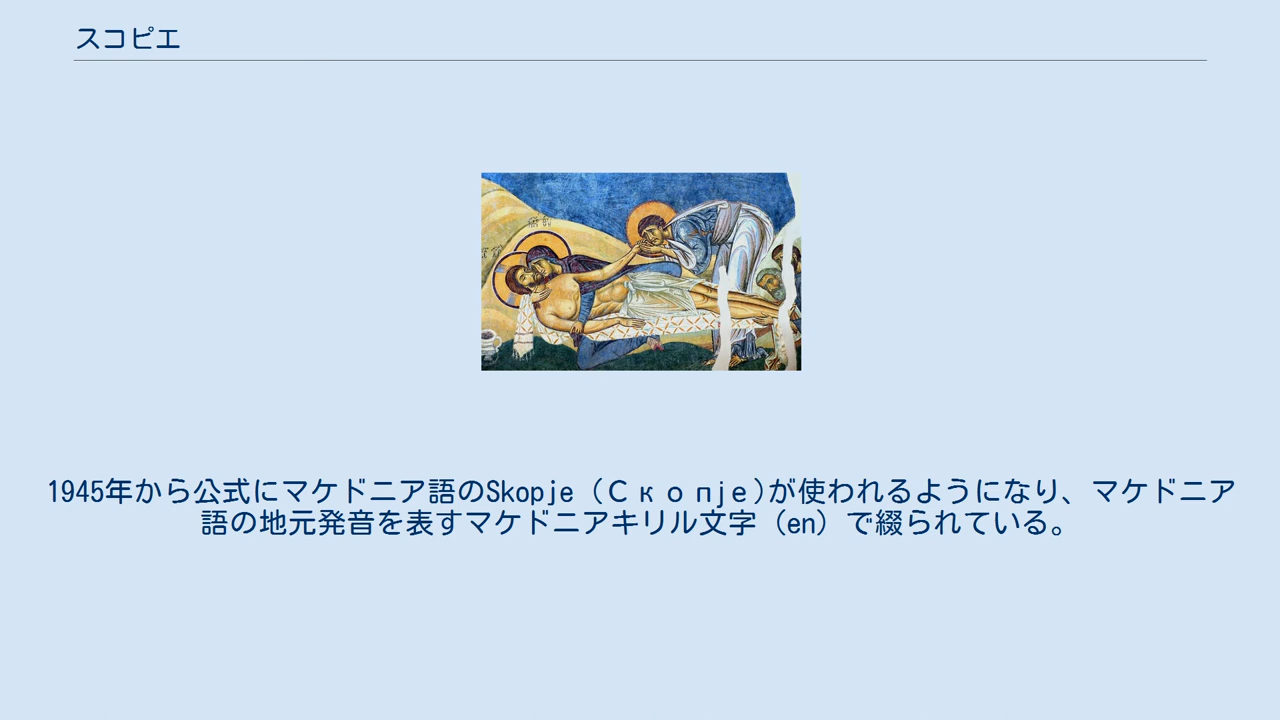 スコピエ
1945年から公式にマケドニア語のSkopje（Скопје)が使われるようになり、マケドニア
語の地元発音を表すマケドニアキリル文字（en）で綴られている。